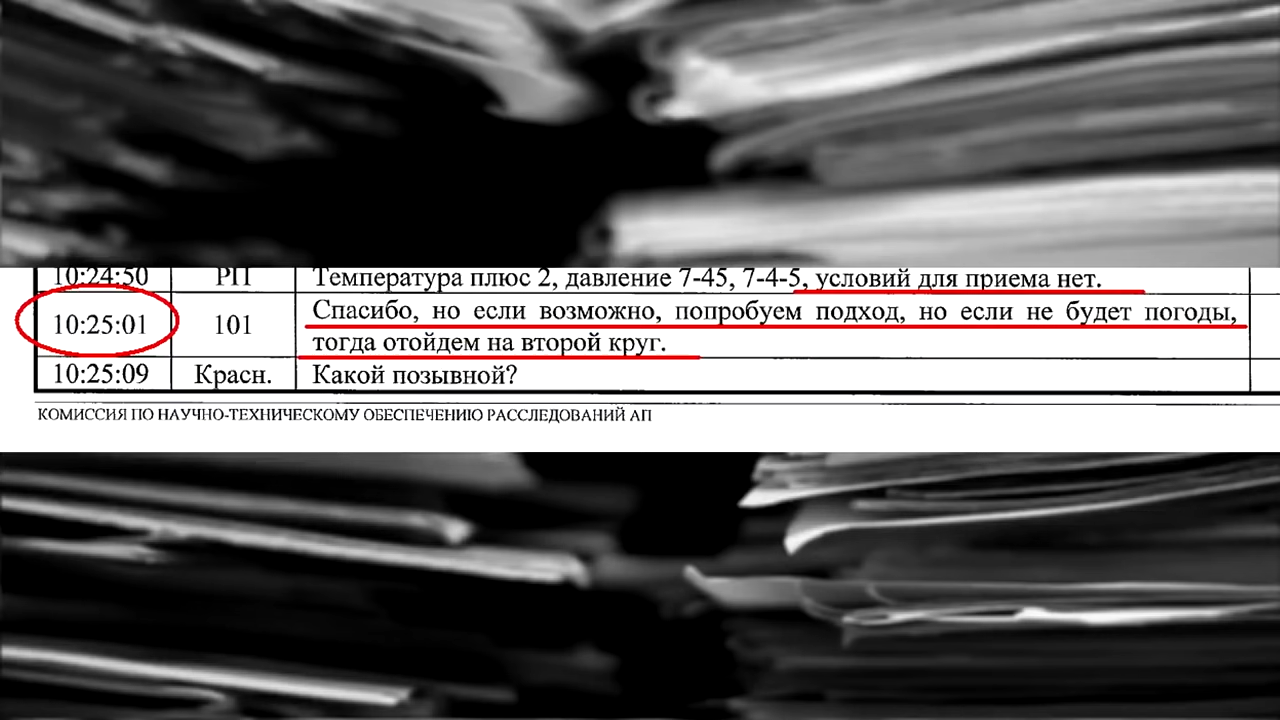 10:24:50 РП Температура плюс 2, давление 7-45, 7-4-5, условий для приема нет.
10:25:01 101 Спасибо, но если возможно, попробуем подход, но если не будет погоды,
тогда отойдем на второй круг.
10:25:09 Красн. Какой позывной?
КОМИССИЯ ПО НАУЧНО-ТЕХНИЧЕСКОМУ ОБЕСПЕЧЕНИЮ РАССЛЕДОВАНИЙ АП